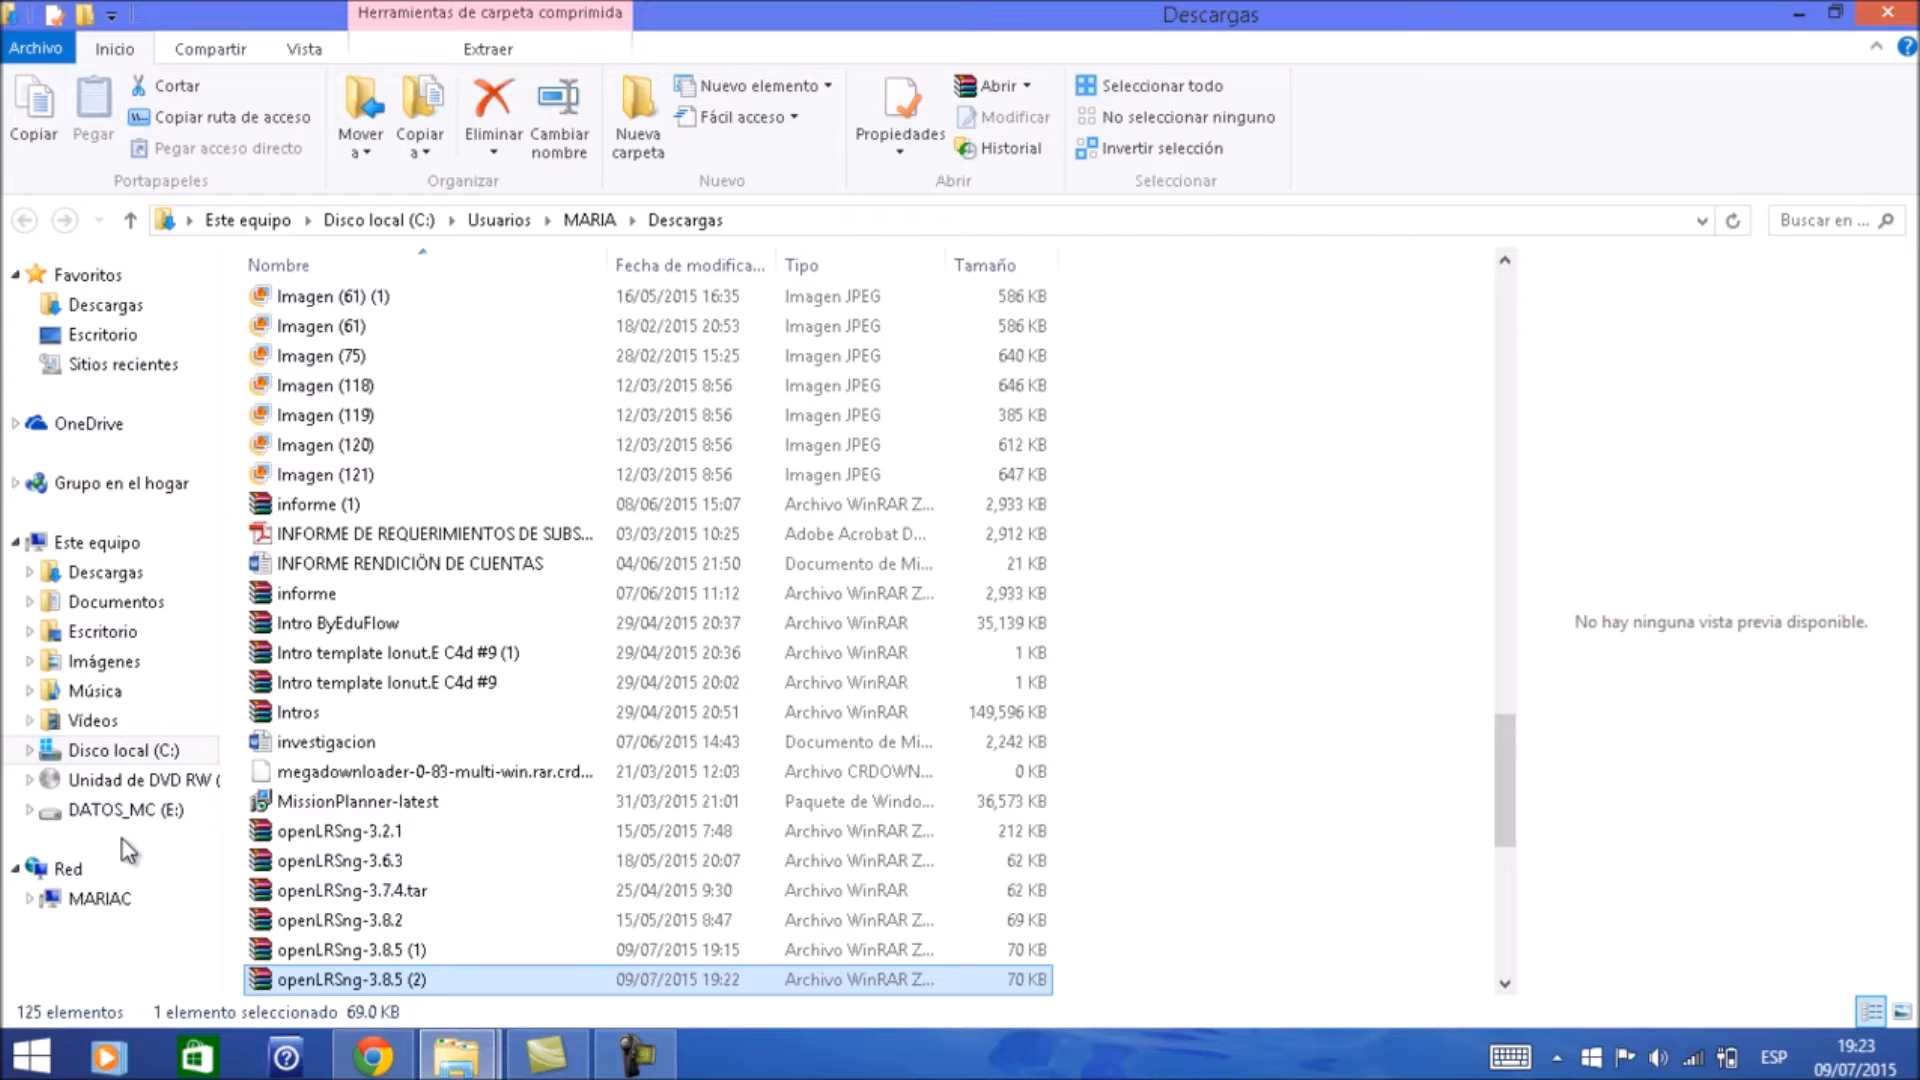 Herramientas de carpeta comprimida
Descargas
Archivo Inicio Compartir Vista Extraer
Copiar
Pegar
Cortar
Copiar ruta de acceso
Pegar acceso directo
Portapapeles
Mover a
Copiar a
Eliminar
Cambiar nombre
Organizar
Nueva carpeta
Nuevo elemento
Fácil acceso
Nuevo
Propiedades
Abrir
Modificar
Historial
Abrir
Seleccionar todo
No seleccionar ninguno
Invertir selección
Seleccionar
Este equipo Disco local (C:) Usuarios MARIA Descargas
Buscar en ...
Favoritos
Descargas
Escritorio
Sitios recientes
OneDrive
Grupo en el hogar
Este equipo
Descargas
Documentos
Escritorio
Imágenes
Música
Vídeos
Disco local (C:)
Unidad de DVD RW (
DATOS_MC (E:)
Red
MARIAC
Nombre Fecha de modifica... Tipo Tamaño
Imagen (61) (1) 16/05/2015 16:35 Imagen JPEG 586 KB
Imagen (61) 18/02/2015 20:53 Imagen JPEG 586 KB
Imagen (75) 28/02/2015 15:25 Imagen JPEG 640 KB
Imagen (118) 12/03/2015 8:56 Imagen JPEG 646 KB
Imagen (119) 12/03/2015 8:56 Imagen JPEG 385 KB
Imagen (120) 12/03/2015 8:56 Imagen JPEG 612 KB
Imagen (121) 12/03/2015 8:56 Imagen JPEG 647 KB
informe (1) 08/06/2015 15:07 Archivo WinRAR Z... 2,933 KB
INFORME DE REQUERIMIENTOS DE SUBS... 03/03/2015 10:25 Adobe Acrobat D... 2,912 KB
INFORME RENDICIÖN DE CUENTAS 04/06/2015 21:50 Documento de Mi... 21 KB
informe 07/06/2015 11:12 Archivo WinRAR Z... 2,933 KB
Intro ByEduFlow 29/04/2015 20:37 Archivo WinRAR 35,139 KB
Intro template Ionut.E C4d #9 (1) 29/04/2015 20:36 Archivo WinRAR 1 KB
Intro template Ionut.E C4d #9 29/04/2015 20:02 Archivo WinRAR 1 KB
Intros 29/04/2015 20:51 Archivo WinRAR 149,596 KB
investigacion 07/06/2015 14:43 Documento de Mi... 2,242 KB
megadownloader-0-83-multi-win.rar.crd... 21/03/2015 12:03 Archivo CRDOWN... 0 KB
MissionPlanner-latest 31/03/2015 21:01 Paquete de Windo... 36,573 KB
openLRSng-3.2.1 15/05/2015 7:48 Archivo WinRAR Z... 212 KB
openLRSng-3.6.3 18/05/2015 20:07 Archivo WinRAR Z... 62 KB
openLRSng-3.7.4.tar 25/04/2015 9:30 Archivo WinRAR 62 KB
openLRSng-3.8.2 15/05/2015 8:47 Archivo WinRAR Z... 69 KB
openLRSng-3.8.5 (1) 09/07/2015 19:15 Archivo WinRAR Z... 70 KB
openLRSng-3.8.5 (2) 09/07/2015 19:22 Archivo WinRAR Z... 70 KB
No hay ninguna vista previa disponible.
125 elementos 1 elemento seleccionado 69.0 KB
ESP
19:23
09/07/2015